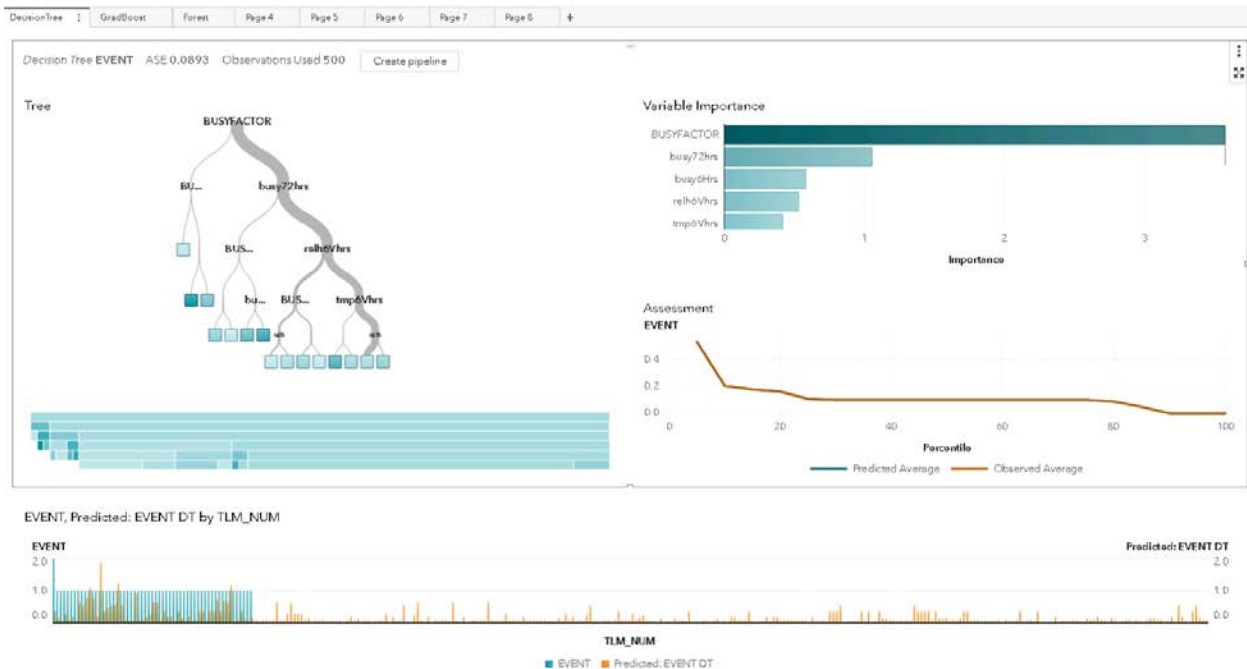 DecisionTree GradBoost Forest Page 4 Page 5 Page 6 Page 7 Page 8 +
Decision Tree EVENT ASE 0.0893 Observations Used 500 Create pipeline
Tree
BUSYFACTOR
BU... busy72hrs
BUS... relh6Vhrs
bu... BUS... tmp6Vhrs
Variable Importance
BUSYFACTOR
busy72hrs
busy6Hrs
relh6Vhrs
tmp6Vhrs
0 1 2 3
Importance
Assessment
EVENT
0.4
0.2
0.0
0 20 40 60 80 100
Percentile
Predicted Average Observed Average
EVENT, Predicted: EVENT DT by TLM_NUM
EVENT Predicted: EVENT DT
2.0 2.0
1.0 1.0
0.0 0.0
TLM_NUM
EVENT Predicted: EVENT DT